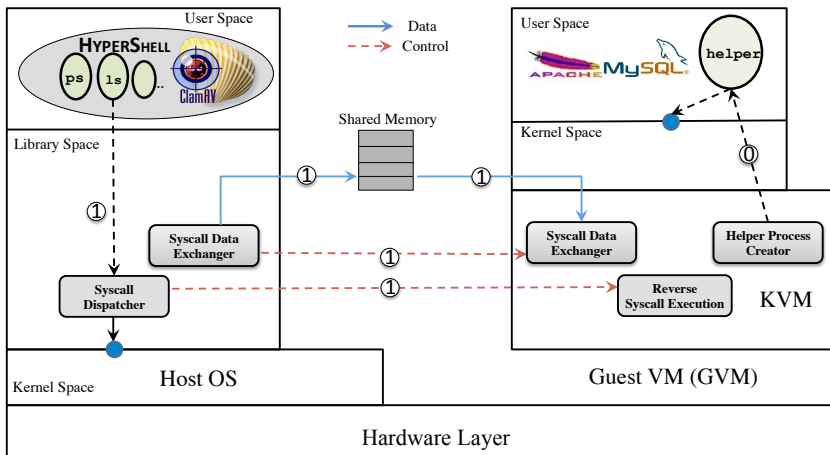 User Space
HYPERSHELL
ps
ls
..
ClamAV
Library Space
①
Syscall Data
Exchanger
Syscall
Dispatcher
Kernel Space
Host OS
Data
Control
Shared Memory
①
①
①
①
User Space
APACHE
MySQL®
helper
Kernel Space
⓪
Syscall Data
Exchanger
Helper Process
Creator
Reverse
Syscall Execution
KVM
Guest VM (GVM)
Hardware Layer